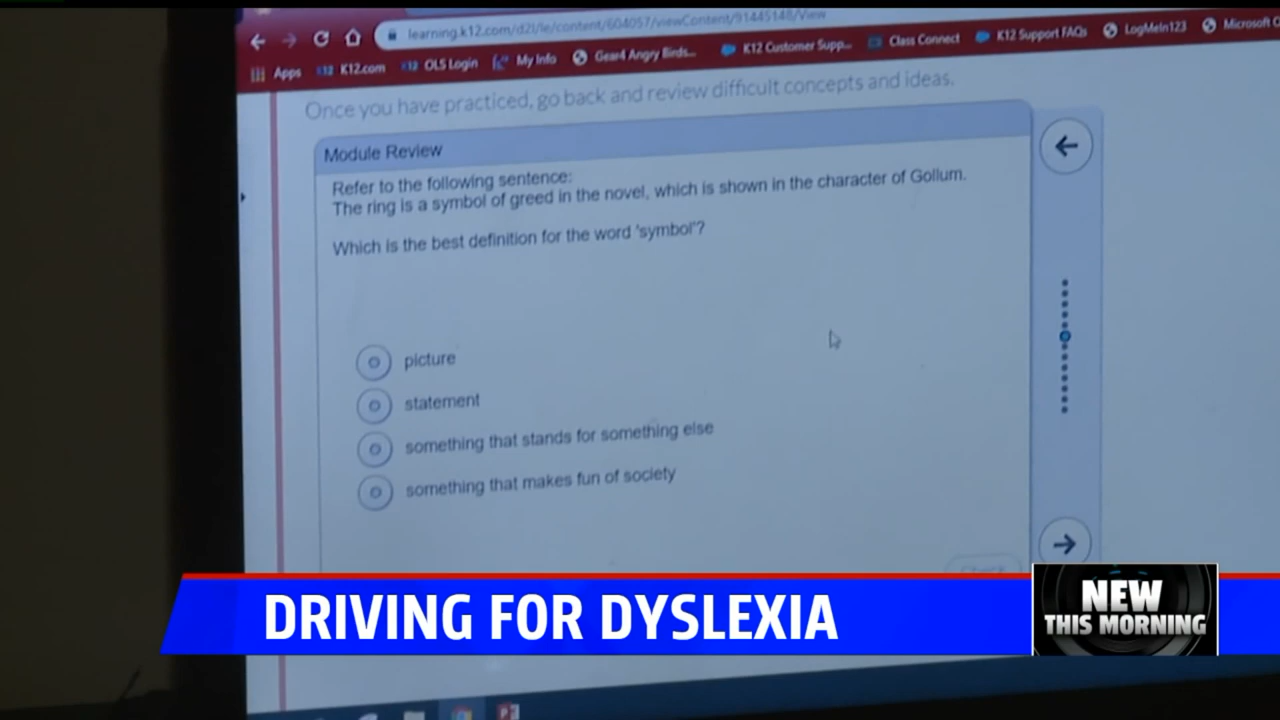 learning.k12.com/d2l/le/content/604057/viewContent/91445148/View
Apps K12.com OLS Login My Info Gear4 Angry Birds... K12 Customer Supp... Class Connect K12 Support FAQs LogMeIn123 Microsoft O
Once you have practiced, go back and review difficult concepts and ideas.
Module Review
Refer to the following sentence:
The ring is a symbol of greed in the novel, which is shown in the character of Gollum.
Which is the best definition for the word 'symbol'?
picture
statement
something that stands for something else
something that makes fun of society
DRIVING FOR DYSLEXIA
NEW
THIS MORNING